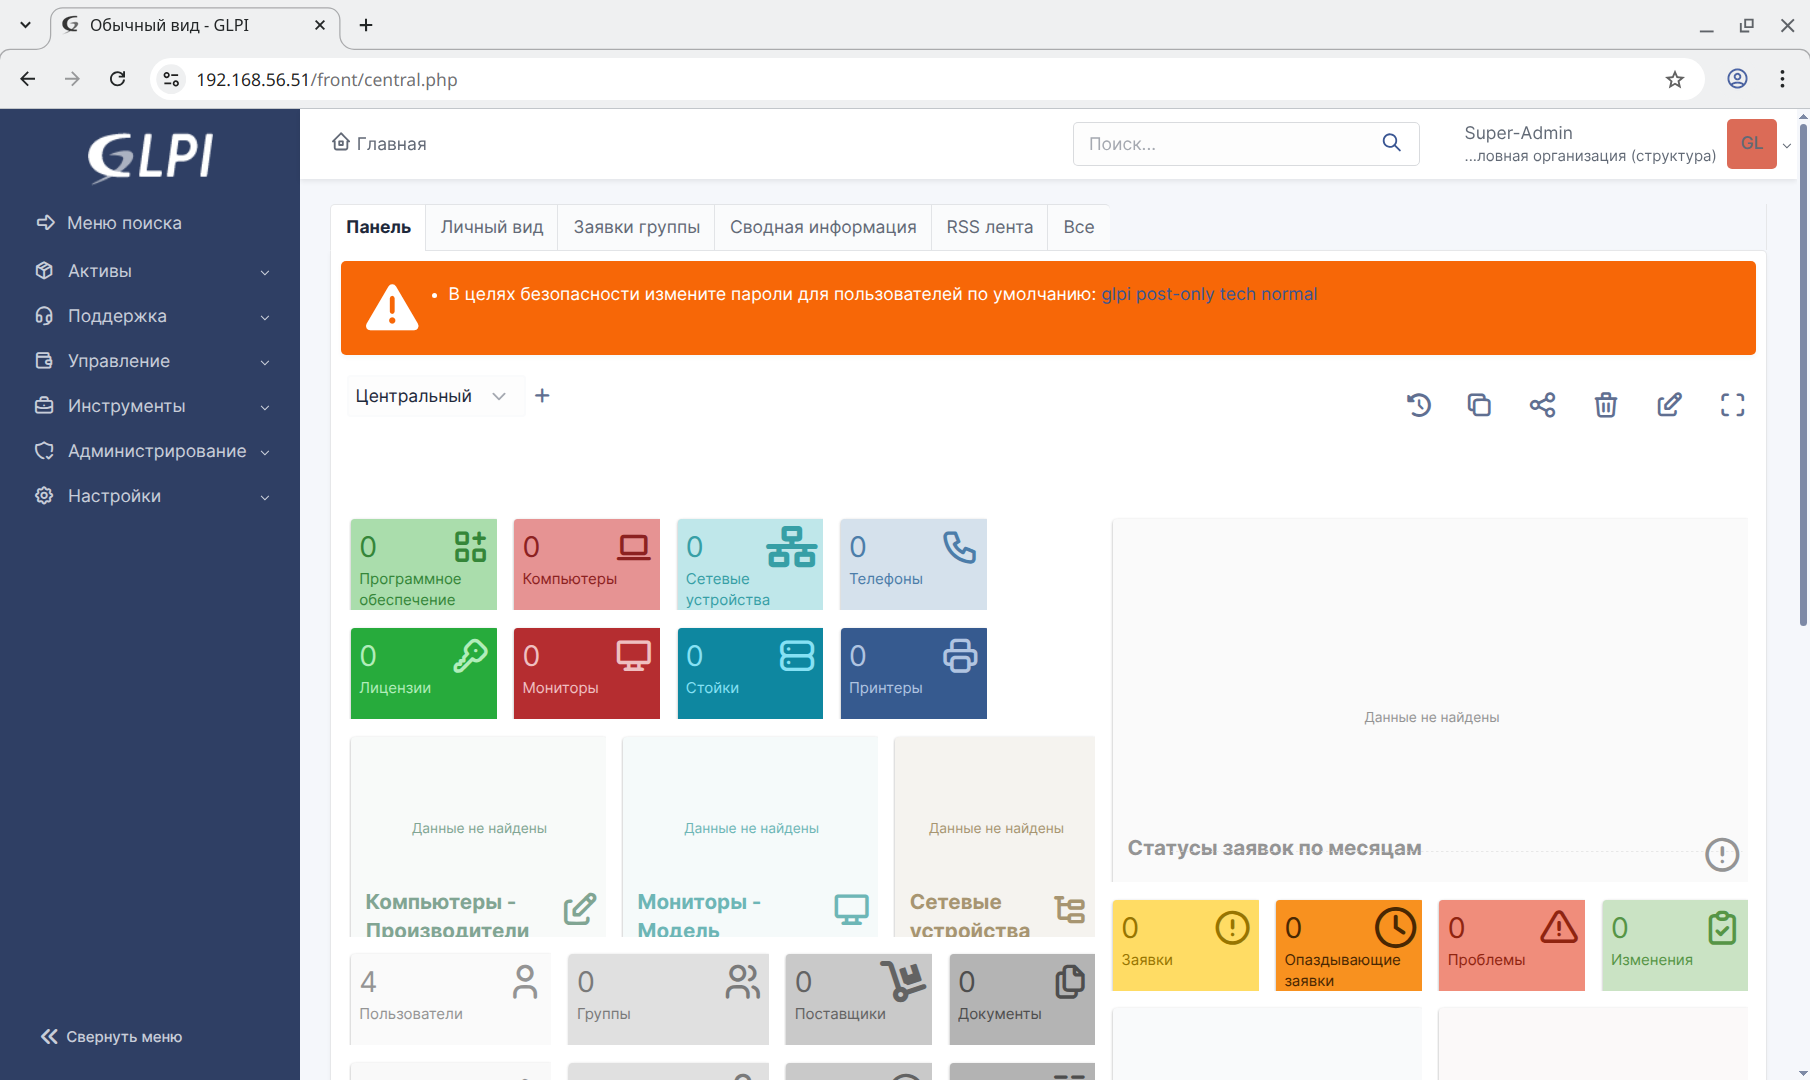 Обычный вид - GLPI
192.168.56.51/front/central.php
GLPI
Главная
Поиск...
Super-Admin
...ловная организация (структура)
GL
Меню поиска
Активы
Поддержка
Управление
Инструменты
Администрирование
Настройки
Свернуть меню
Панель
Личный вид
Заявки группы
Сводная информация
RSS лента
Все
• В целях безопасности измените пароли для пользователей по умолчанию: glpi post-only tech normal
Центральный
0
Программное
обеспечение
0
Компьютеры
0
Сетевые
устройства
0
Телефоны
0
Лицензии
0
Мониторы
0
Стойки
0
Принтеры
Данные не найдены
Статусы заявок по месяцам
Данные не найдены
Компьютеры -
Производители
Данные не найдены
Мониторы -
Модель
Данные не найдены
Сетевые
устройства
0
Заявки
0
Опаздывающие
заявки
0
Проблемы
0
Изменения
4
Пользователи
0
Группы
0
Поставщики
0
Документы